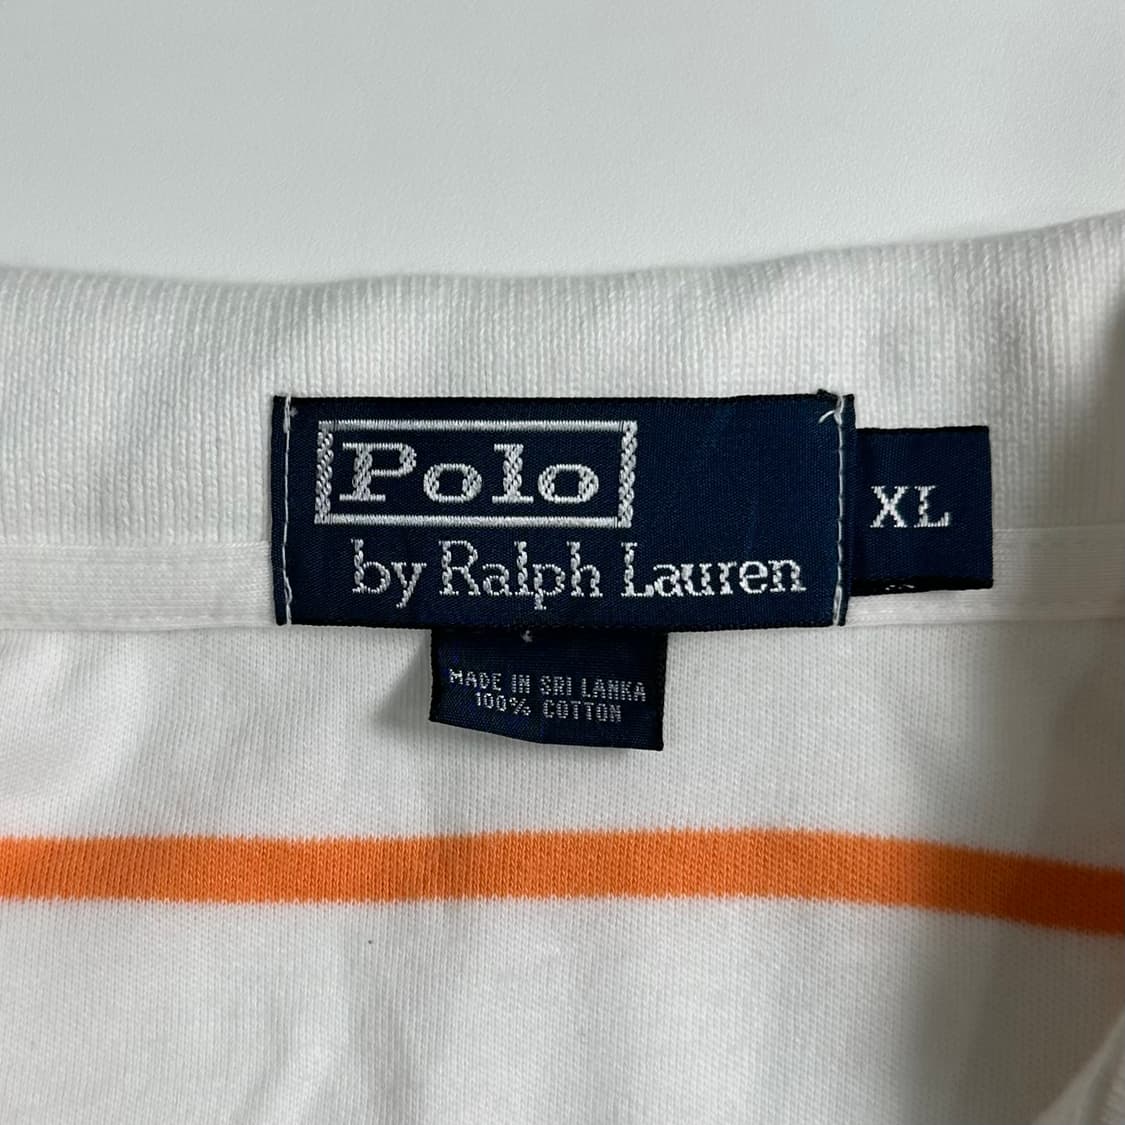 Polo
by Ralph Lauren
XL
MADE IN SRI LANKA
100% COTTON